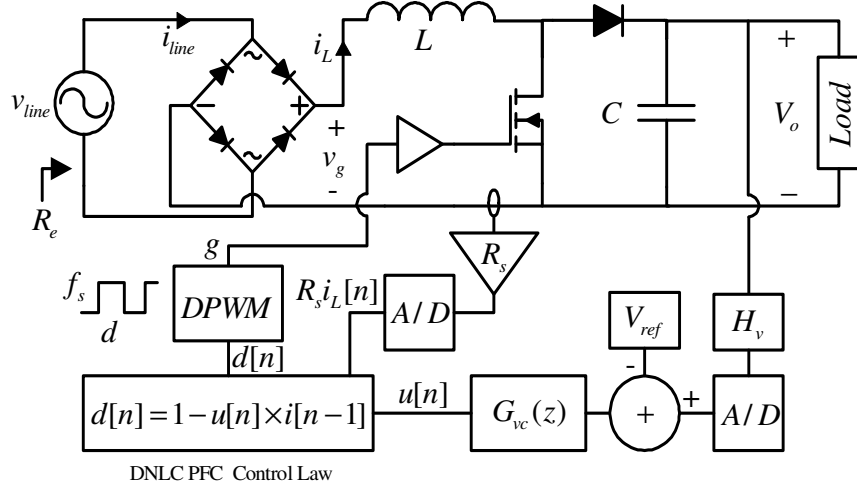 i_line
i_L
L
v_line
+
v_g
-
C
+
V_o
−
Load
R_e
g
R_s
f_s
d
DPWM
R_s i_L[n]
A/D
V_ref
H_v
d[n]
-
d[n] = 1 − u[n] × i[n − 1]
u[n]
G_vc(z)
+
+
A/D
DNLC PFC Control Law